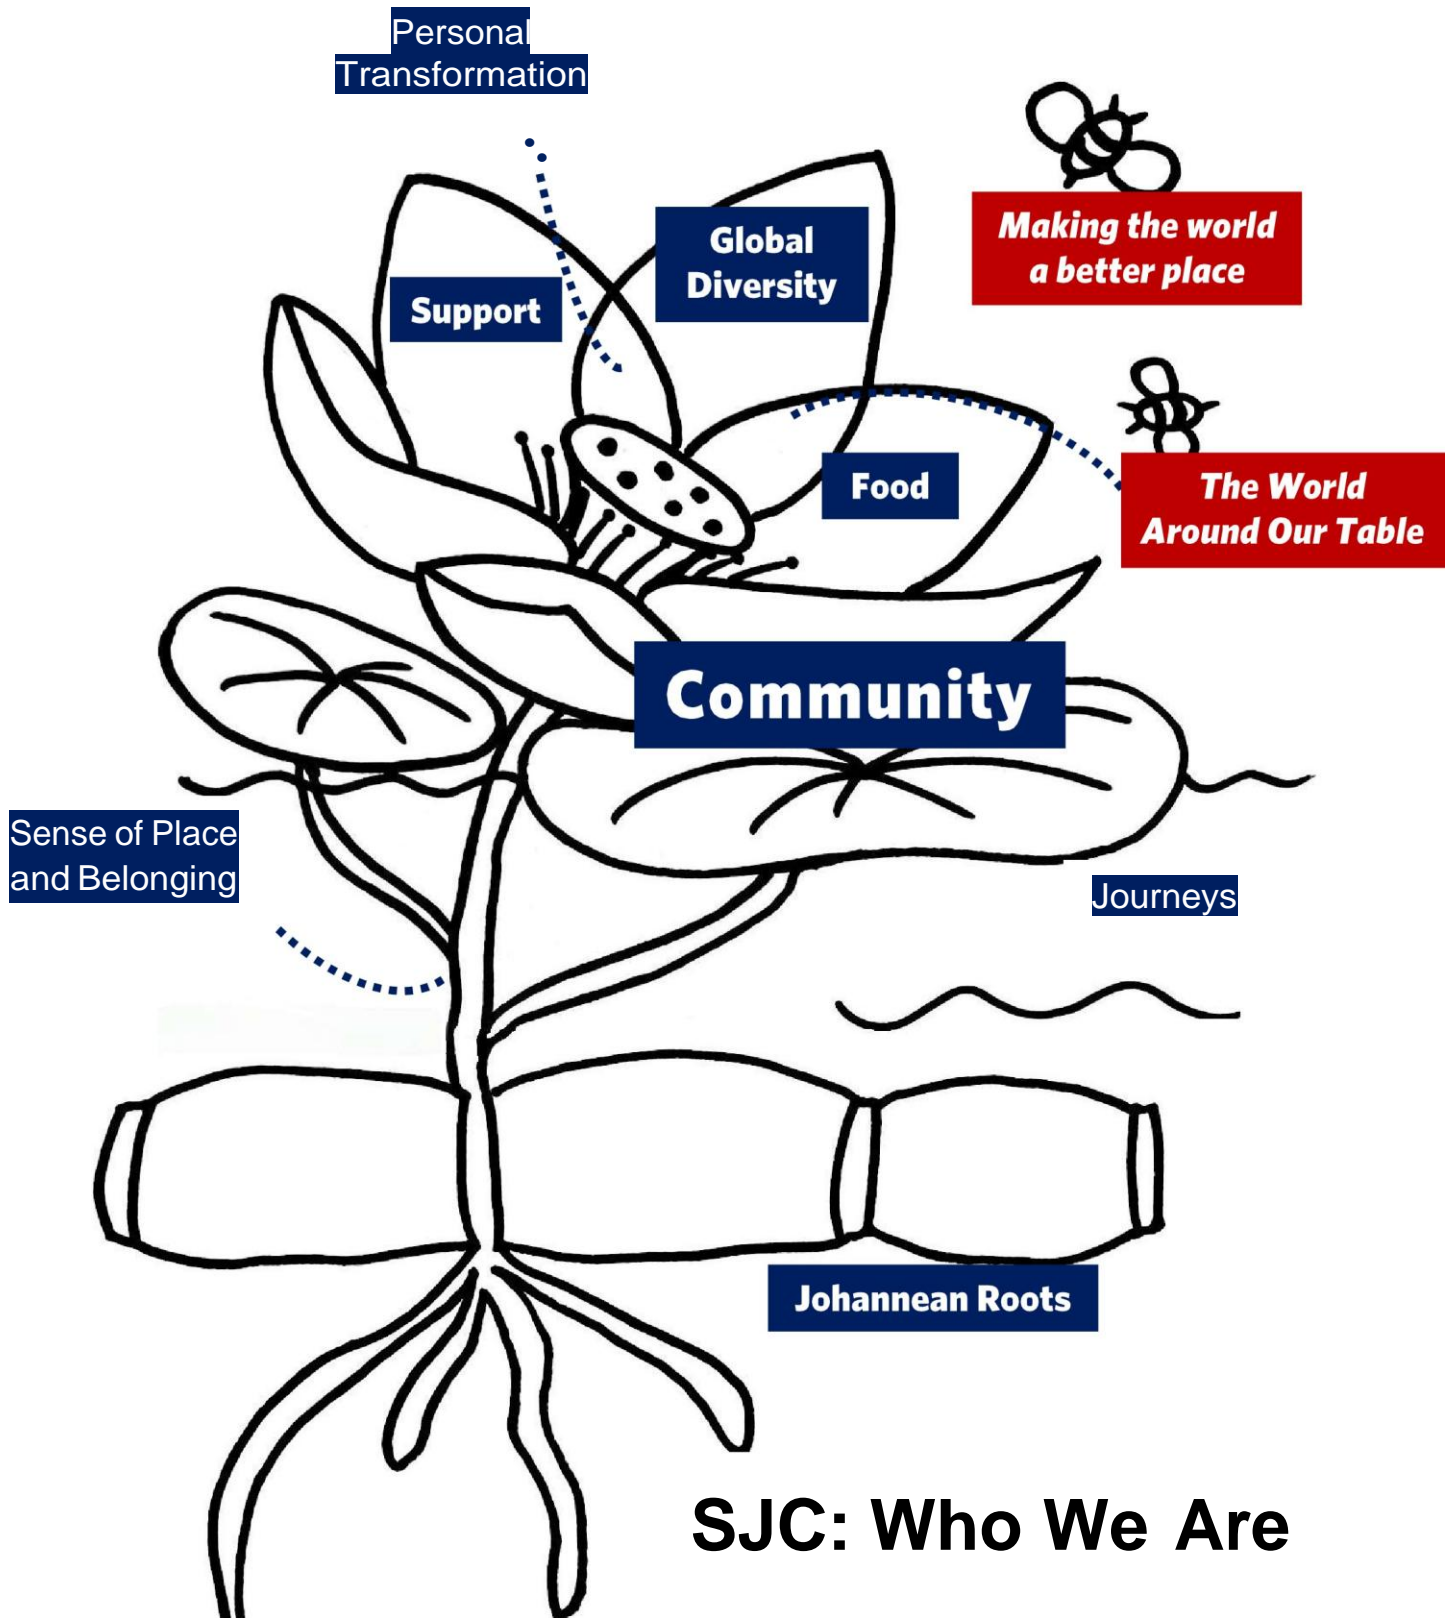 Personal
Transformation
Global
Diversity
Making the world
a better place
Support
Food
The World
Around Our Table
Community
Sense of Place
and Belonging
Journeys
Johannean Roots
SJC: Who We Are